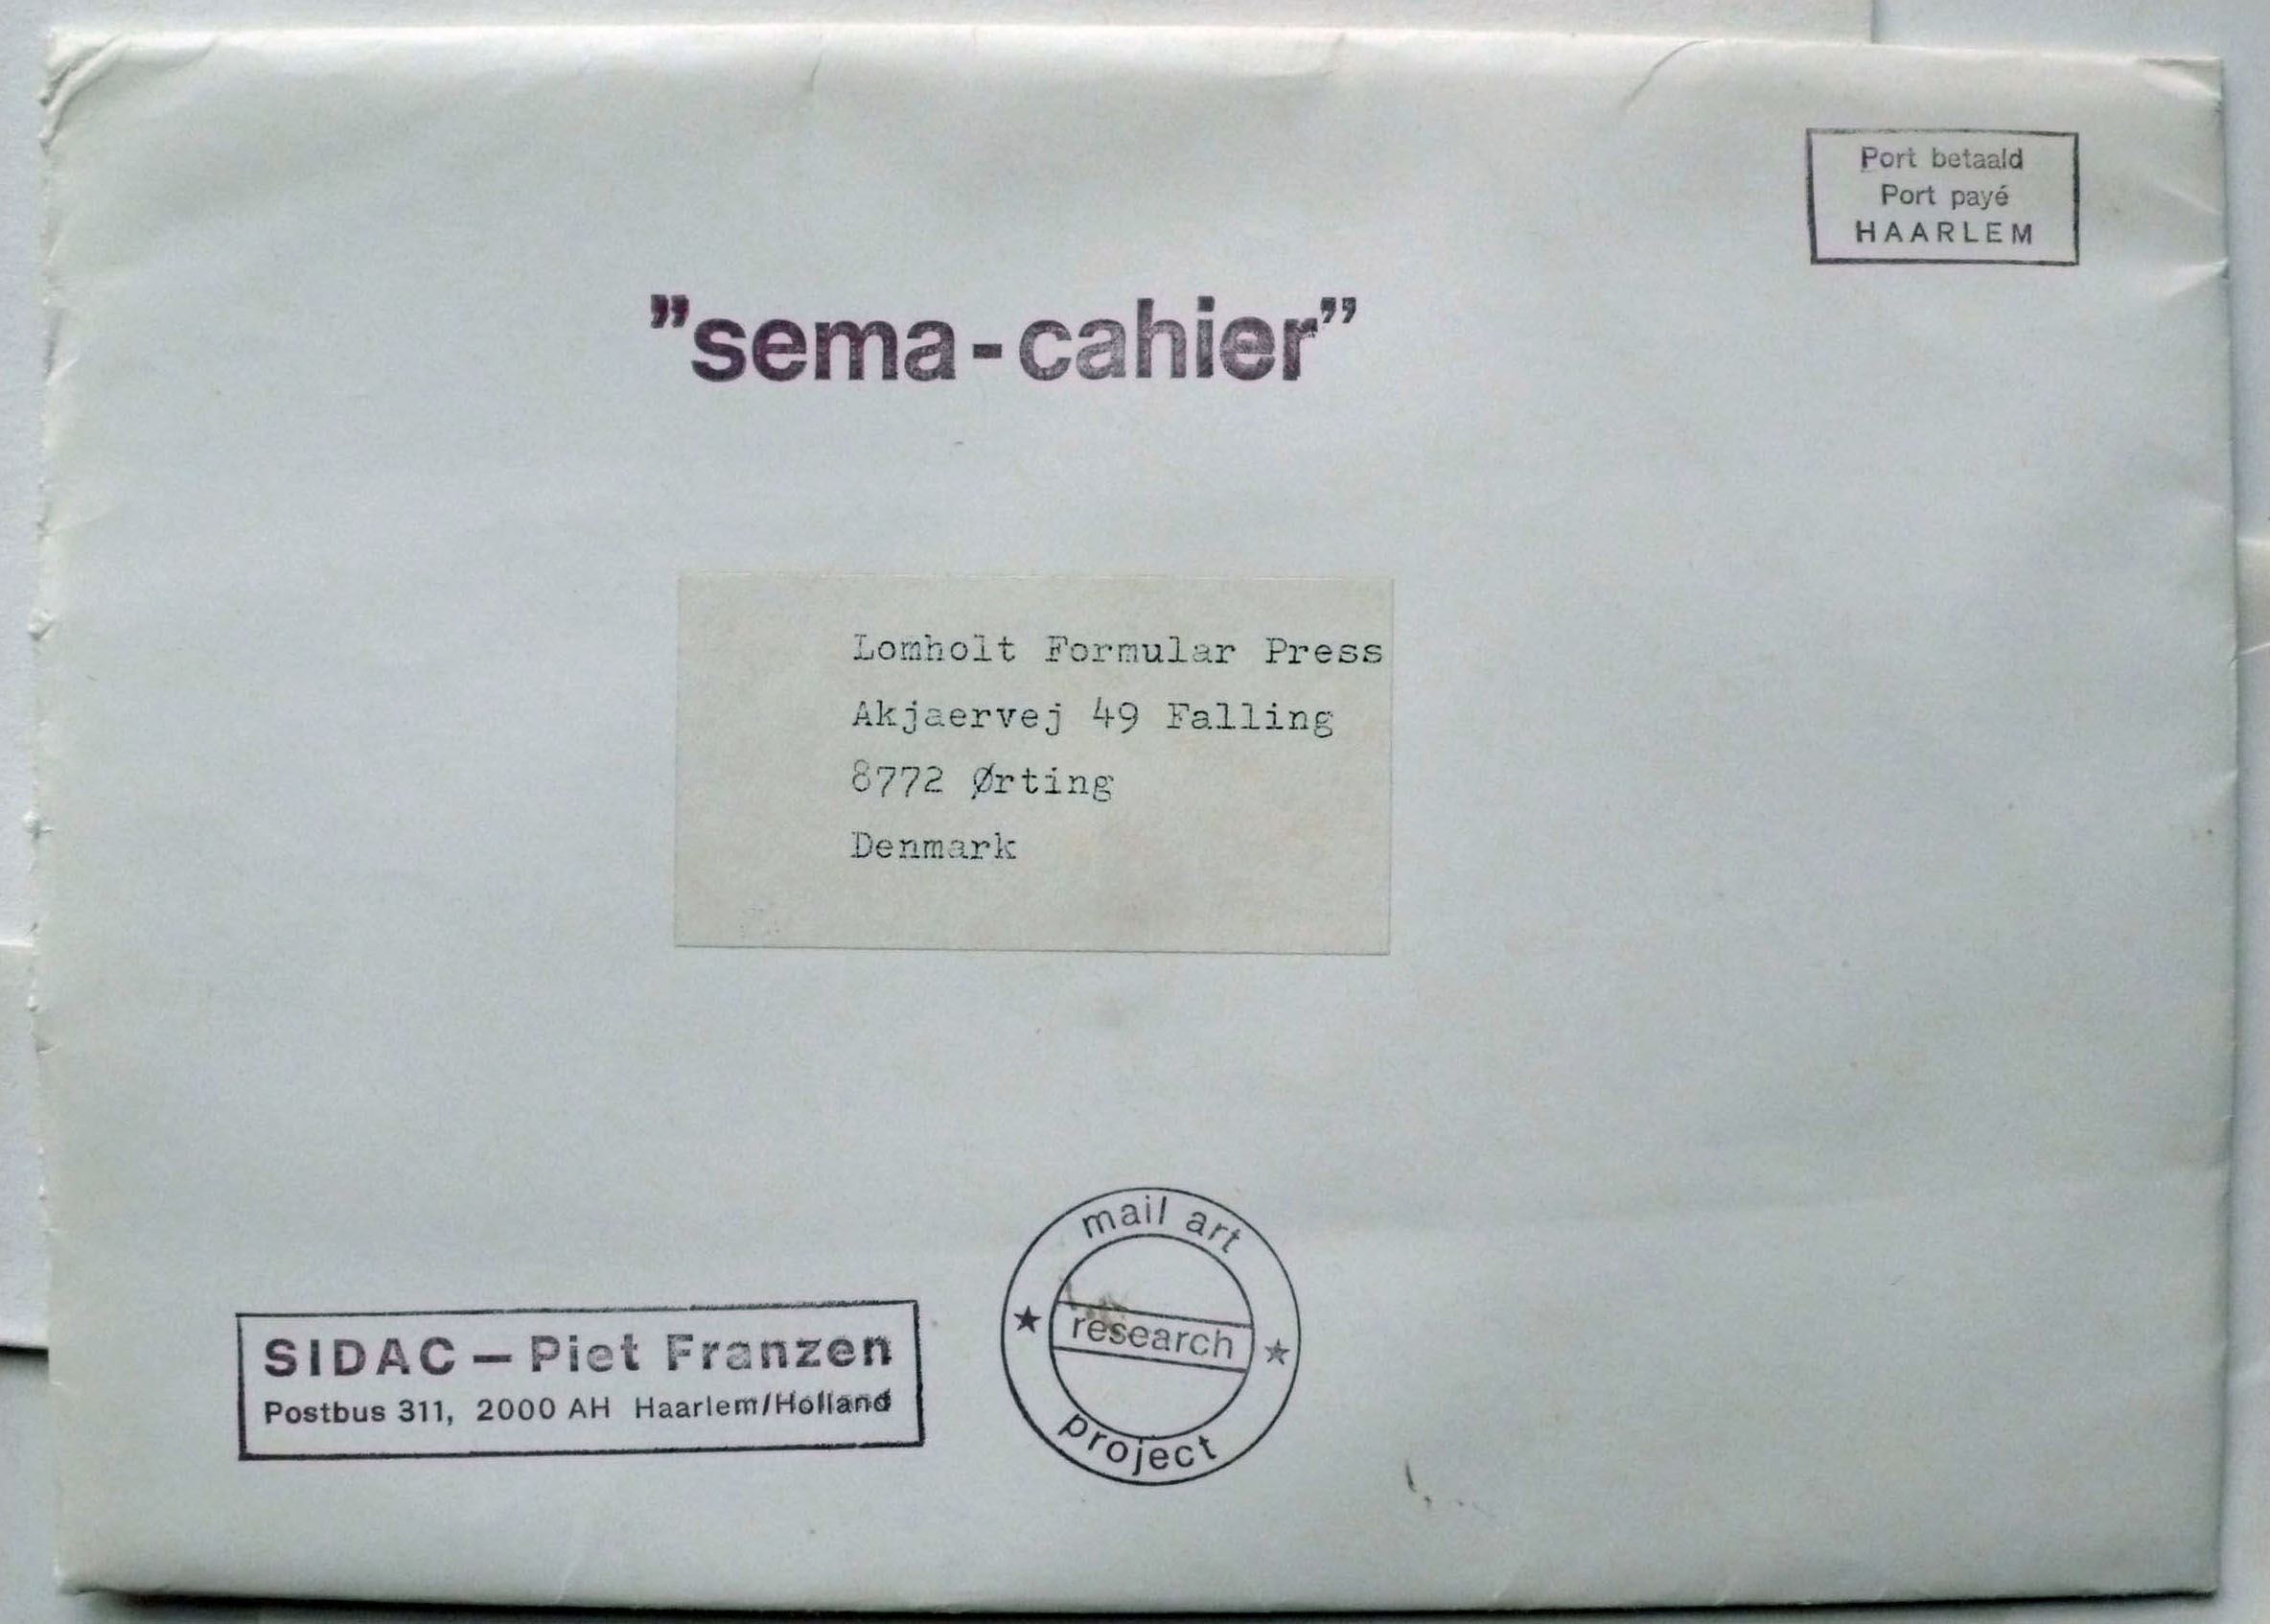 Port betaald
Port payé
HAARLEM
”sema-cahier”
Lomholt Formular Press
Akjaervej 49 Falling
8772 Ørting
Denmark
mail art
research
project
SIDAC — Piet Franzen
Postbus 311, 2000 AH Haarlem/Holland